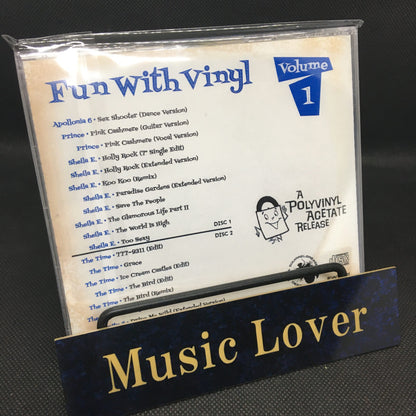 Fun With Vinyl
Volume
1
Apollonia 6 • Sex Shooter (Dance Version)
Prince • Pink Cashmere (Guitar Version)
Prince • Pink Cashmere (Vocal Version)
Sheila E. • Holly Rock (7" Single Edit)
Sheila E. • Holly Rock (Extended Version)
Sheila E. • Koo Koo (Remix)
Sheila E. • Paradise Gardens (Extended Version)
Sheila E. • Save The People
Sheila E. • The Glamorous Life Part II
Sheila E. • The World Is High
Sheila E. • Too Sexy
DISC 1
DISC 2
The Time • 777-9311 (Edit)
The Time • Grace
The Time • Ice Cream Castles (Edit)
The Time • The Bird (Edit)
The Time • The Bird (Remix)
A
POLYVINYL
ACETATE
RELEASE
Music Lover